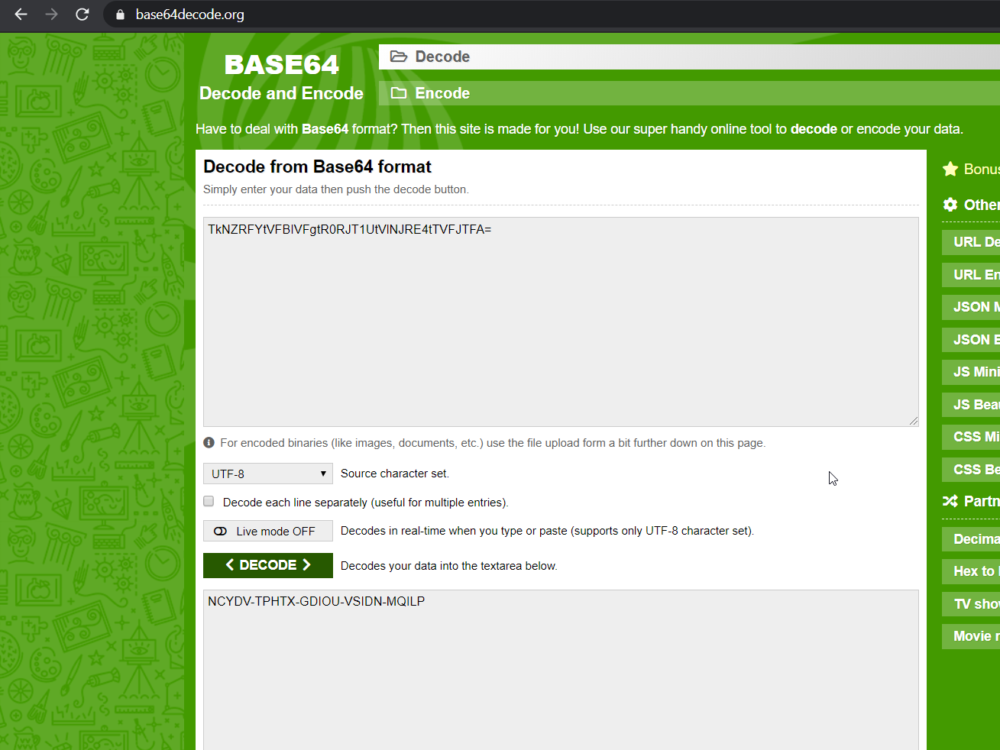 base64decode.org
BASE64
Decode and Encode
Decode
Encode
Have to deal with Base64 format? Then this site is made for you! Use our super handy online tool to decode or encode your data.
Decode from Base64 format
Simply enter your data then push the decode button.
TkNZRFYtVFBIVFgtR0RJT1UtVlNJRE4tTVFJTFA=
For encoded binaries (like images, documents, etc.) use the file upload form a bit further down on this page.
UTF-8
Source character set.
Decode each line separately (useful for multiple entries).
Live mode OFF
Decodes in real-time when you type or paste (supports only UTF-8 character set).
< DECODE >
Decodes your data into the textarea below.
NCYDV-TPHTX-GDIOU-VSIDN-MQILP
Bonus
Other
URL De
URL En
JSON M
JSON E
JS Mini
JS Beau
CSS Mi
CSS Be
Partn
Decima
Hex to
TV show
Movie r